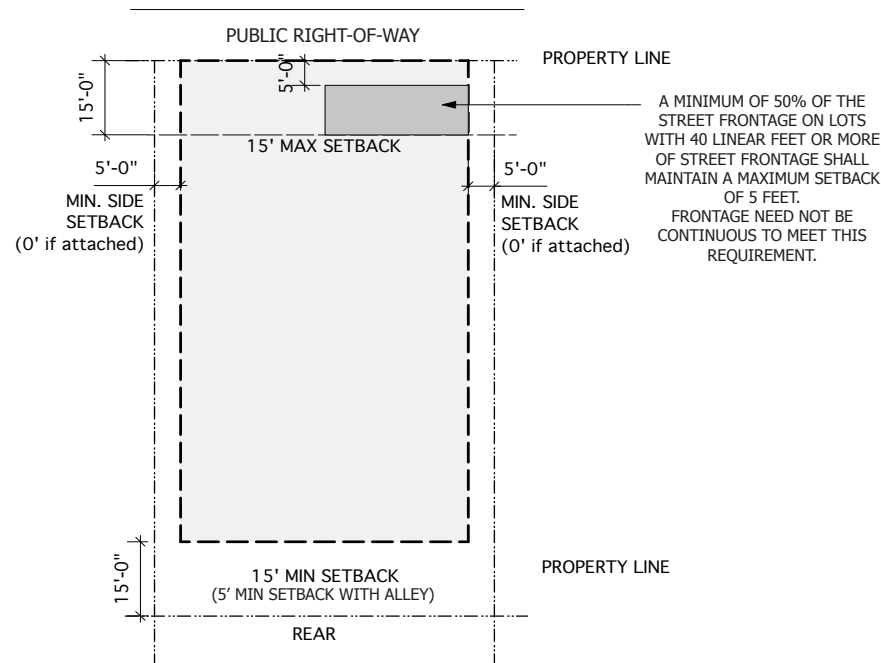 PUBLIC RIGHT-OF-WAY
PROPERTY LINE
15'-0"
5'-0"
A MINIMUM OF 50% OF THE
STREET FRONTAGE ON LOTS
WITH 40 LINEAR FEET OR MORE
OF STREET FRONTAGE SHALL
MAINTAIN A MAXIMUM SETBACK
OF 5 FEET.
FRONTAGE NEED NOT BE
CONTINUOUS TO MEET THIS
REQUIREMENT.
15' MAX SETBACK
5'-0"
MIN. SIDE
SETBACK
(0' if attached)
5'-0"
MIN. SIDE
SETBACK
(0' if attached)
15'-0"
15' MIN SETBACK
(5' MIN SETBACK WITH ALLEY)
PROPERTY LINE
REAR